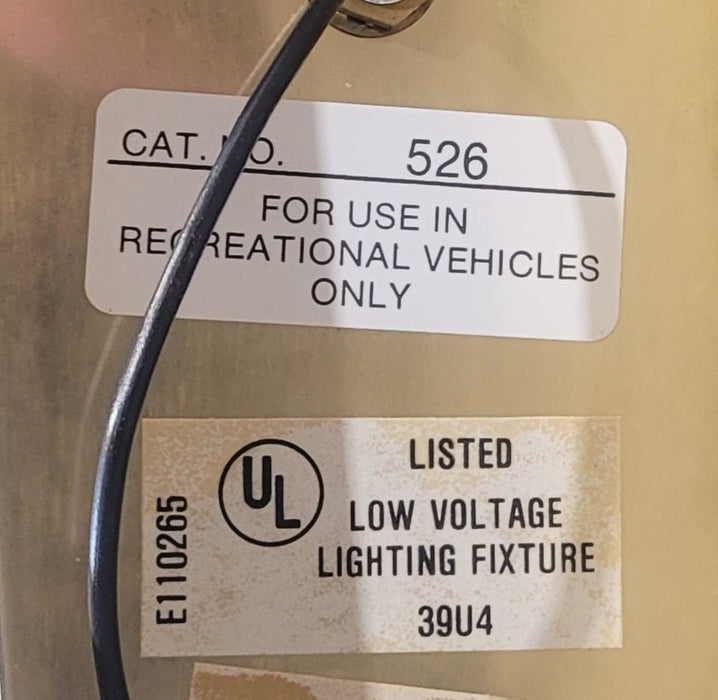 CAT. NO. 526
FOR USE IN
RECREATIONAL VEHICLES
ONLY
E110265
UL
LISTED
LOW VOLTAGE
LIGHTING FIXTURE
39U4